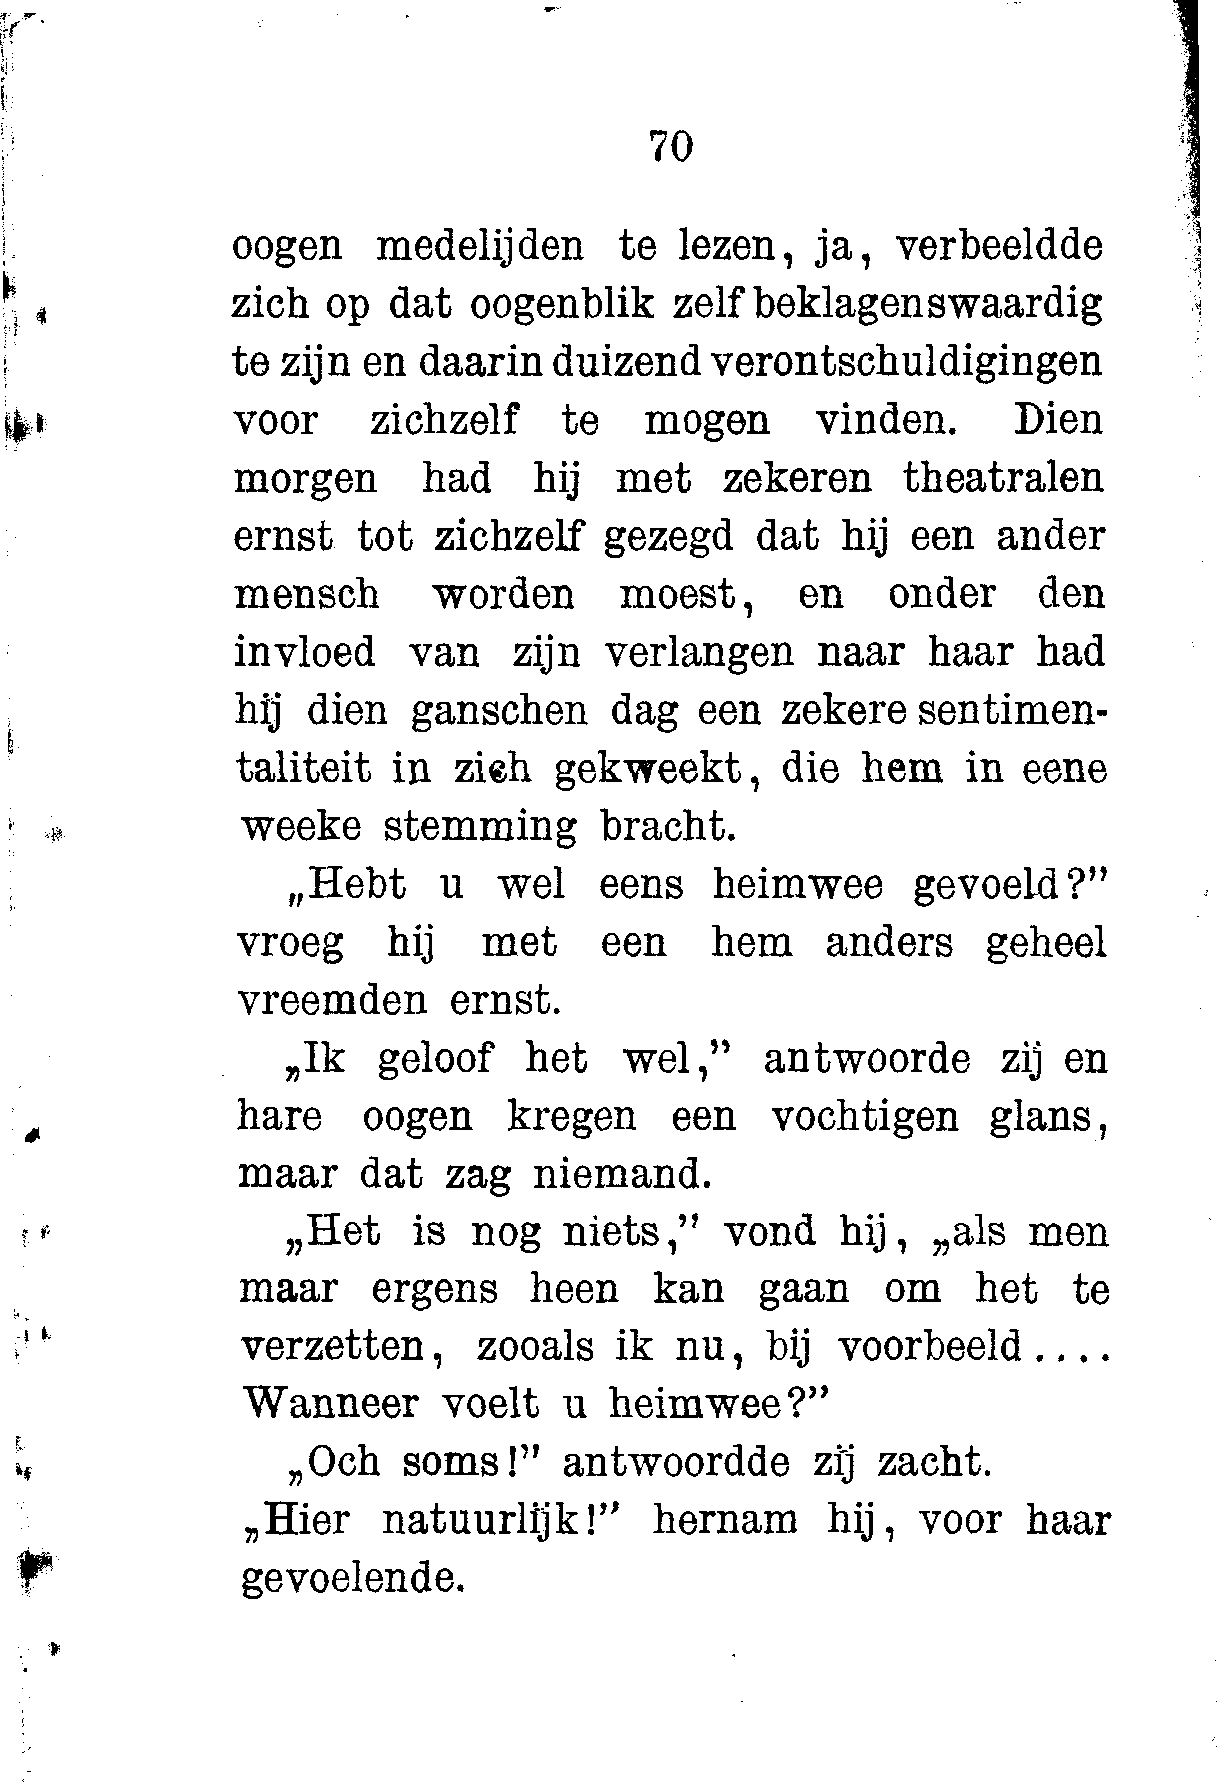 70
oogen medelijden te lezen, ja, verbeeldde
zich op dat oogenblik zelf beklagenswaardig
te zijn en daarin duizend verontschuldigingen
voor zichzelf te mogen vinden. Dien
morgen had hij met zekeren theatralen
ernst tot zichzelf gezegd dat hij een ander
mensch worden moest, en onder den
invloed van zijn verlangen naar haar had
hij dien ganschen dag een zekere sentimen-
taliteit in zich gekweekt, die hem in eene
weeke stemming bracht.
„Hebt u wel eens heimwee gevoeld?”
vroeg hij met een hem anders geheel
vreemden ernst.
„Ik geloof het wel,” antwoorde zij en
hare oogen kregen een vochtigen glans,
maar dat zag niemand.
„Het is nog niets,” vond hij, „als men
maar ergens heen kan gaan om het te
verzetten, zooals ik nu, bij voorbeeld....
Wanneer voelt u heimwee?”
„Och soms!” antwoordde zij zacht.
„Hier natuurlijk!” hernam hij, voor haar
gevoelende.